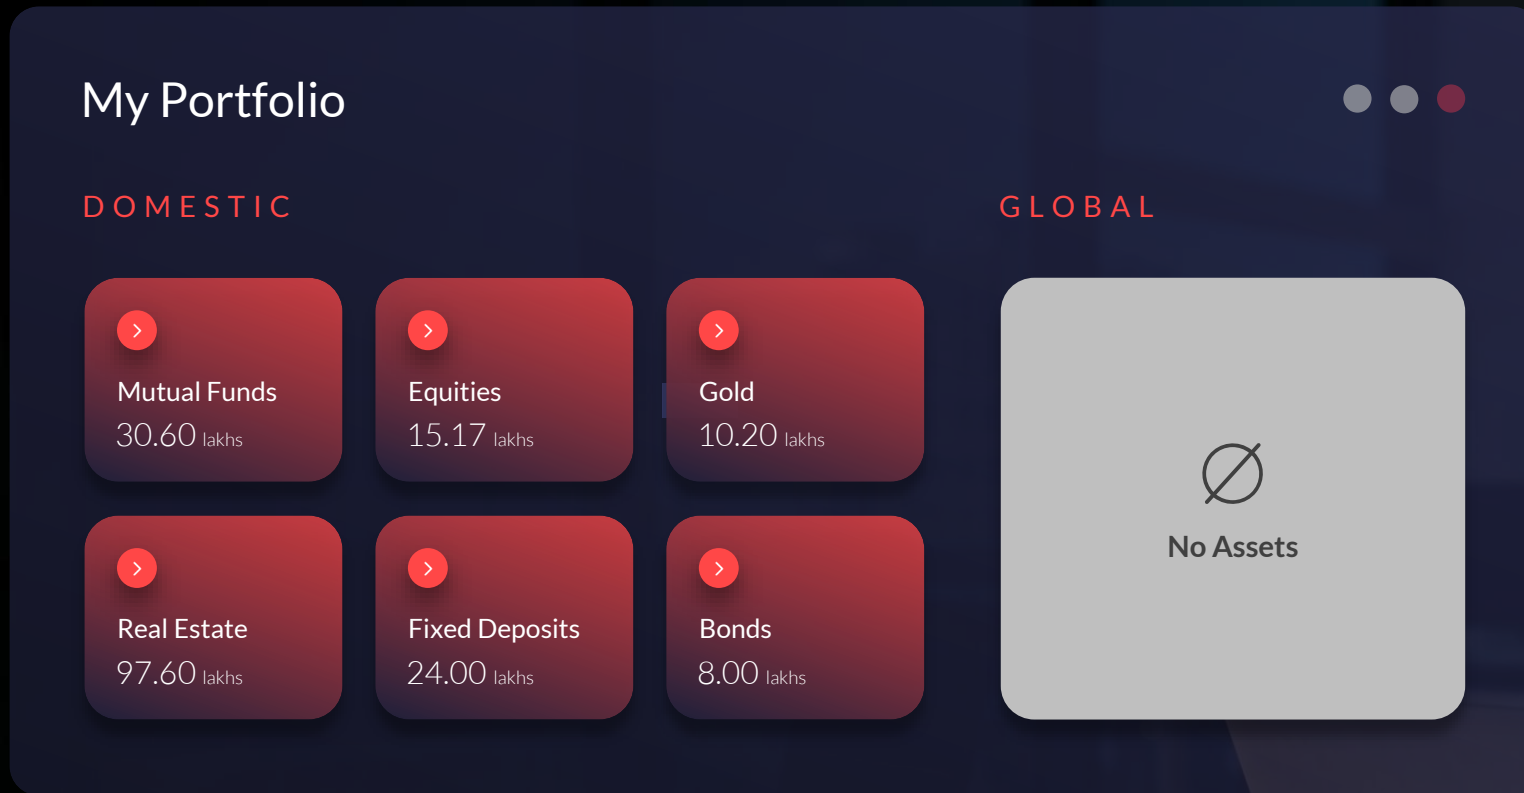 My Portfolio
DOMESTIC
GLOBAL
Mutual Funds
30.60 lakhs
Equities
15.17 lakhs
Gold
10.20 lakhs
Real Estate
97.60 lakhs
Fixed Deposits
24.00 lakhs
Bonds
8.00 lakhs
No Assets